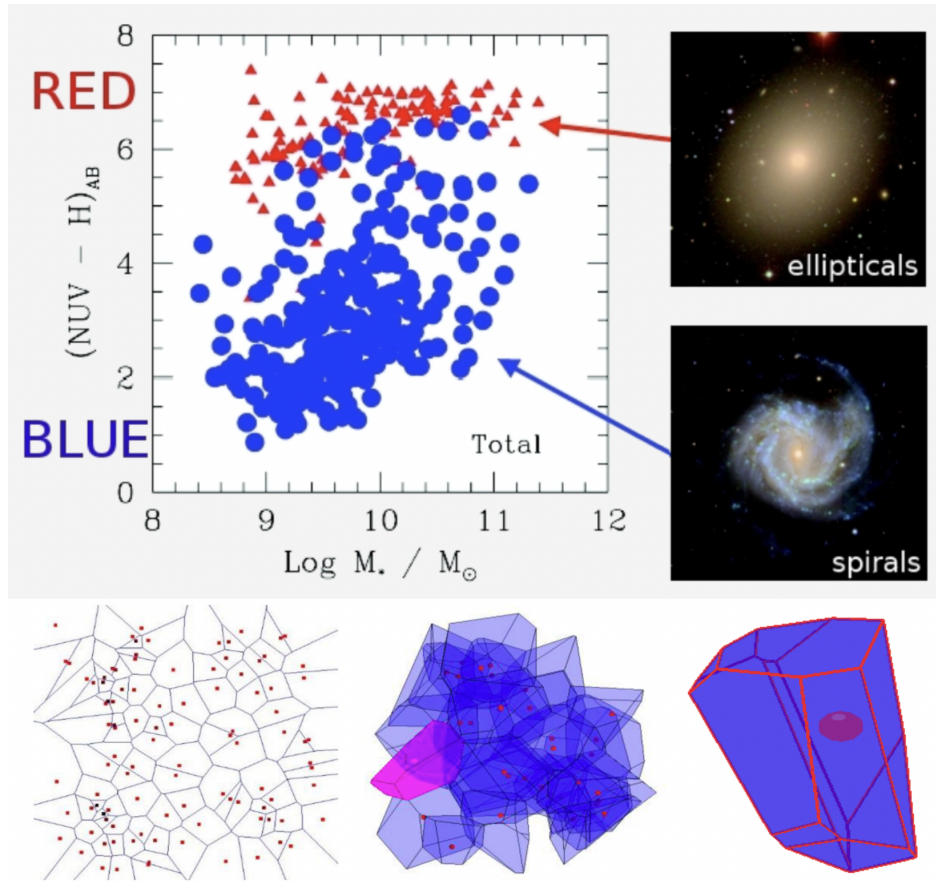 8
RED
6
(NUV − H)AB
4
2
BLUE
Total
0
8 9 10 11 12
Log M* / M⊙
ellipticals
spirals